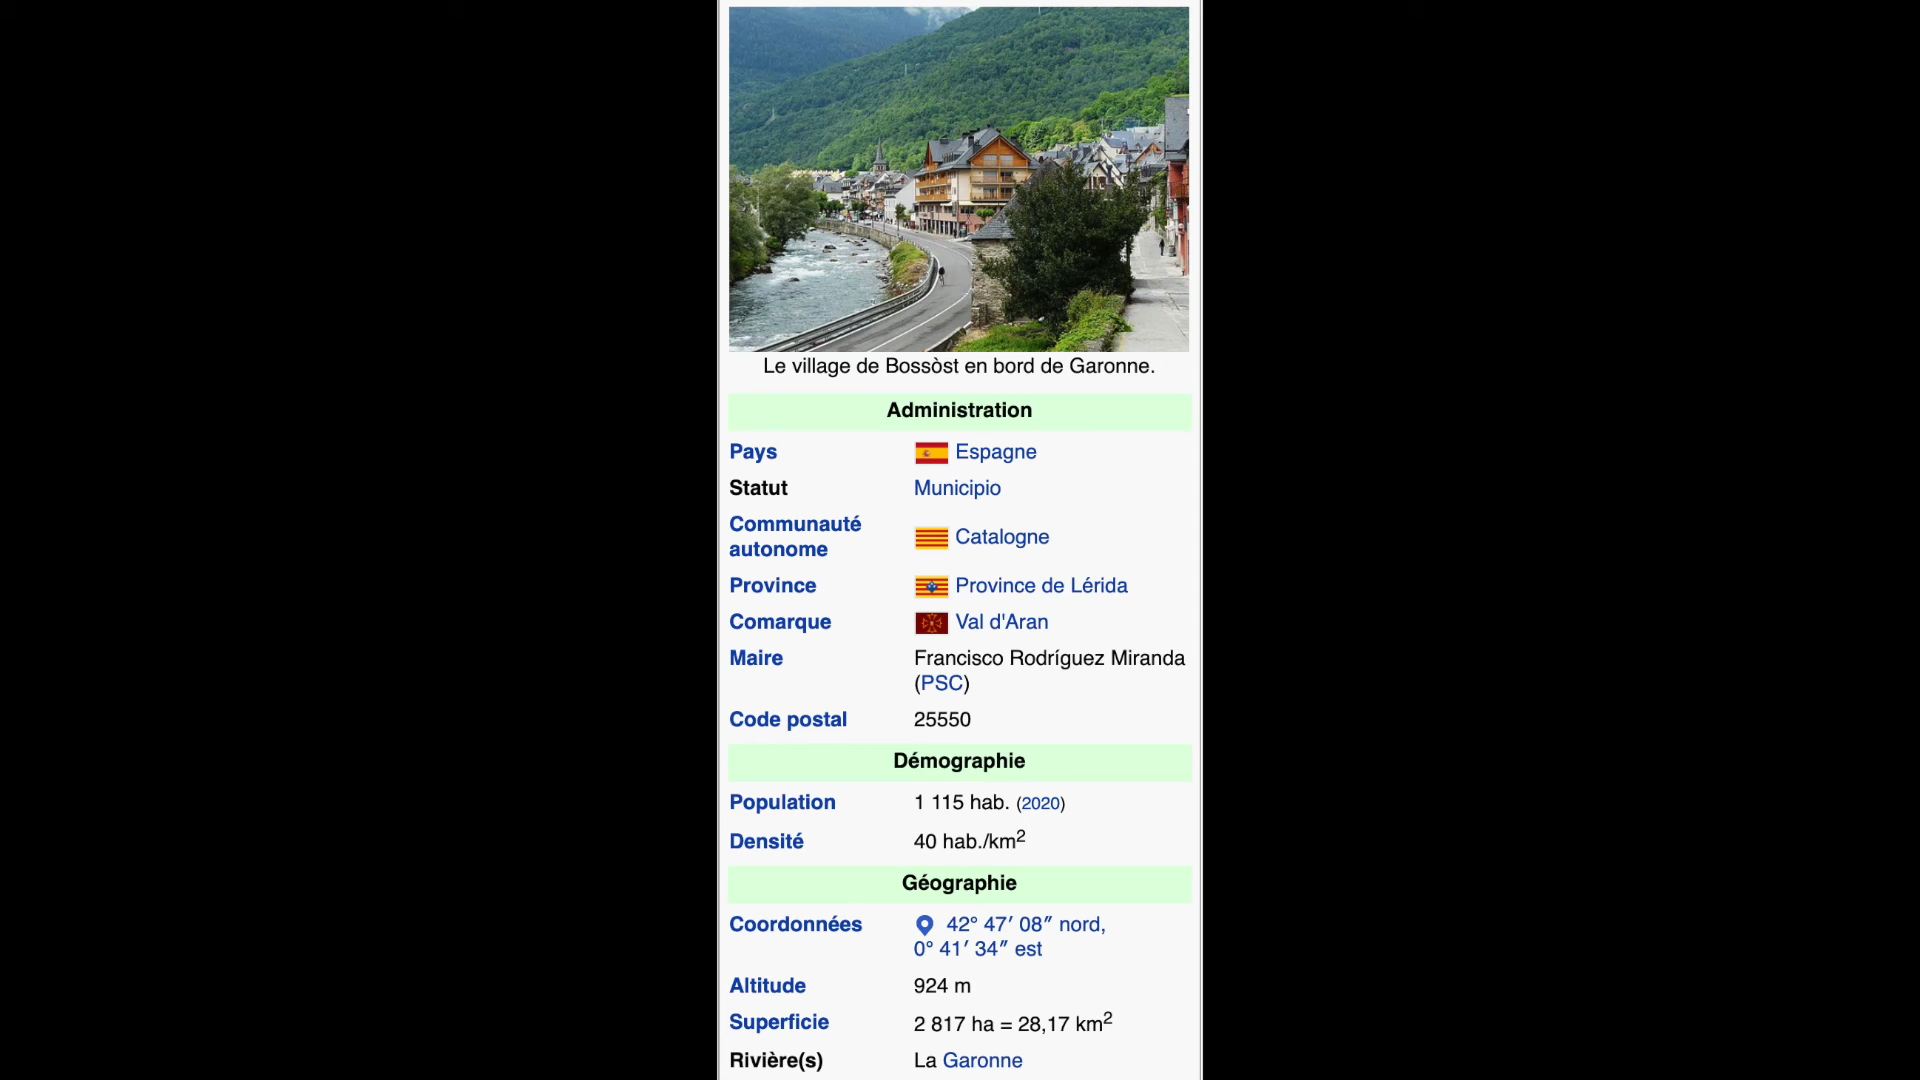 Le village de Bossòst en bord de Garonne.
Administration
Pays Espagne
Statut Municipio
Communauté autonome Catalogne
Province Province de Lérida
Comarque Val d'Aran
Maire Francisco Rodríguez Miranda
(PSC)
Code postal 25550
Démographie
Population 1 115 hab. (2020)
Densité 40 hab./km²
Géographie
Coordonnées 42° 47′ 08″ nord,
0° 41′ 34″ est
Altitude 924 m
Superficie 2 817 ha = 28,17 km²
Rivière(s) La Garonne